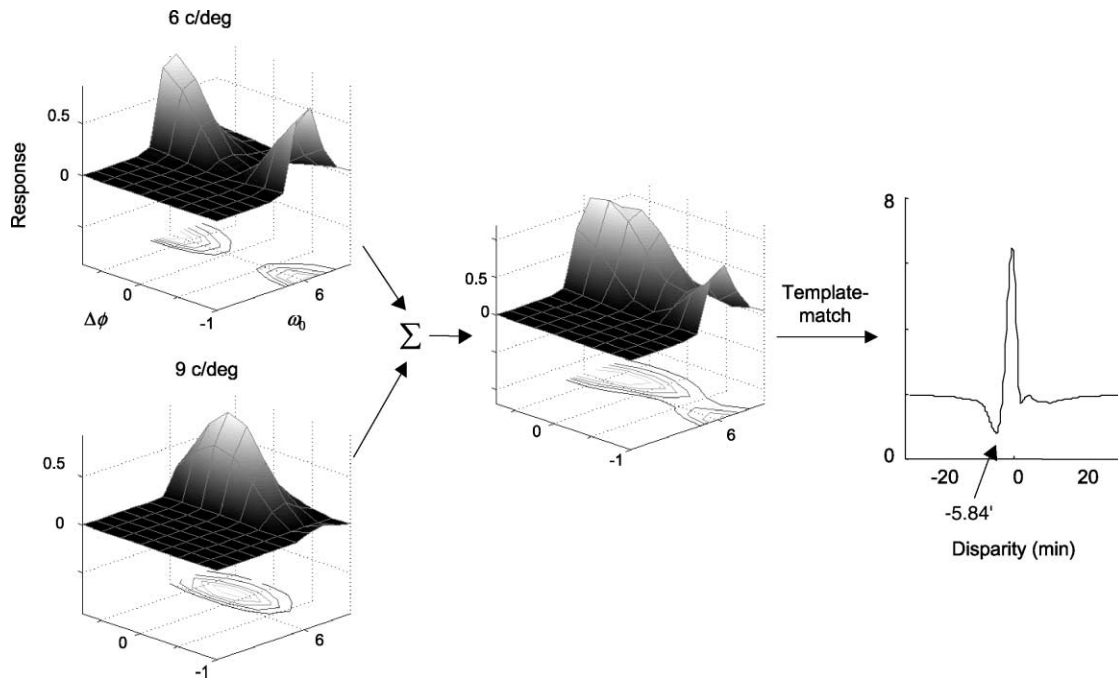 6 c/deg
0.5
0
Response
Δφ
0
-1
6
ω₀
9 c/deg
0.5
0
0
-1
6
Σ
0.5
0
0
-1
6
Template-
match
8
0
-20
0
20
-5.84'
Disparity (min)